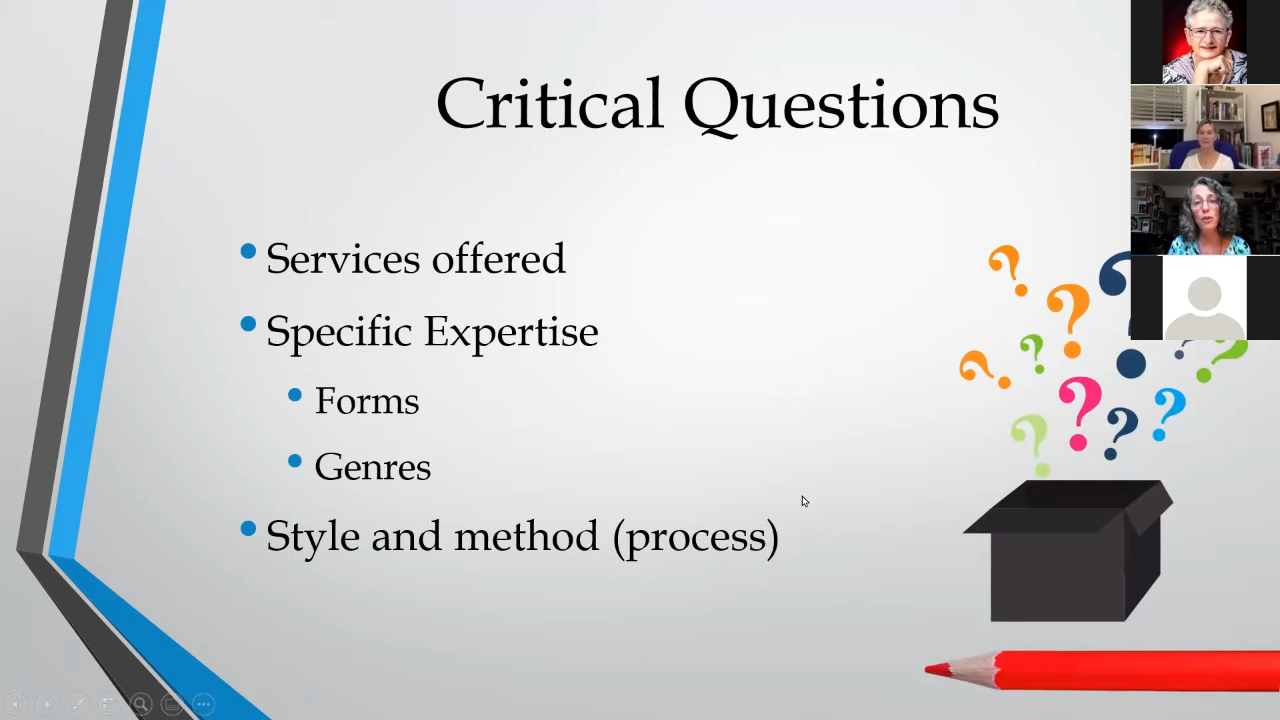 Critical Questions
• Services offered
• Specific Expertise
• Forms
• Genres
• Style and method (process)